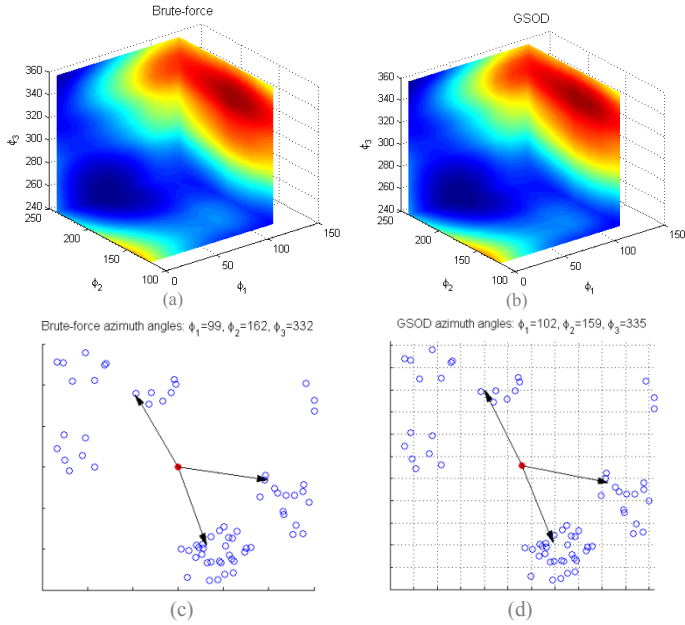 Brute-force
360
340
320
300
280
260
240
ϕ3
250
200
150
100
ϕ2
0
50
100
150
ϕ1
(a)
GSOD
360
340
320
300
280
260
240
ϕ3
250
200
150
100
ϕ2
0
50
100
150
ϕ1
(b)
Brute-force azimuth angles: ϕ1=99, ϕ2=162, ϕ3=332
(c)
GSOD azimuth angles: ϕ1=102, ϕ2=159, ϕ3=335
(d)